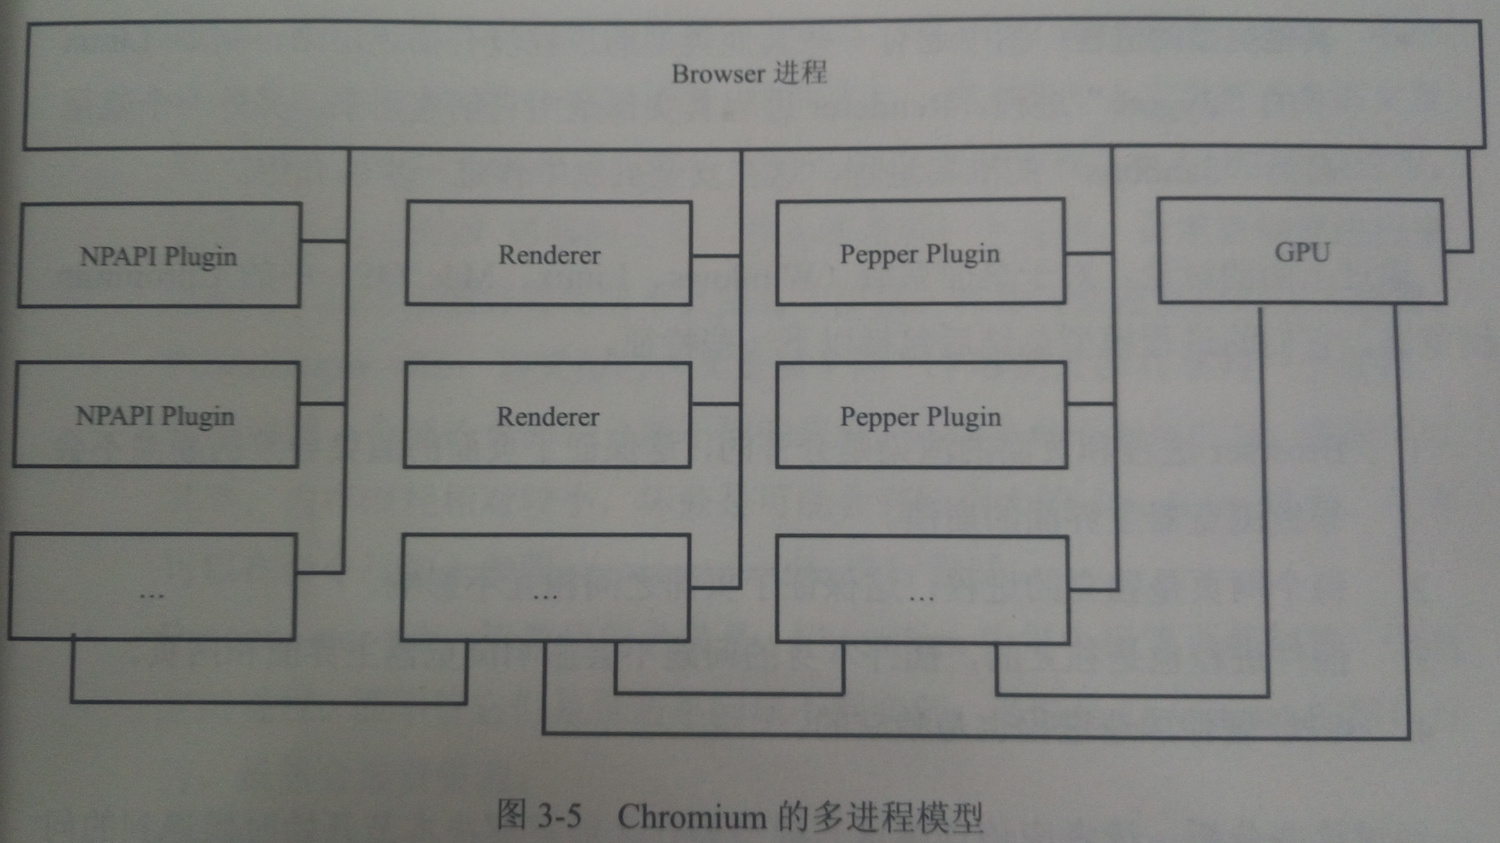 Browser 进程
NPAPI Plugin
Renderer
Pepper Plugin
GPU
NPAPI Plugin
Renderer
Pepper Plugin
...
...
...
图 3-5 Chromium 的多进程模型